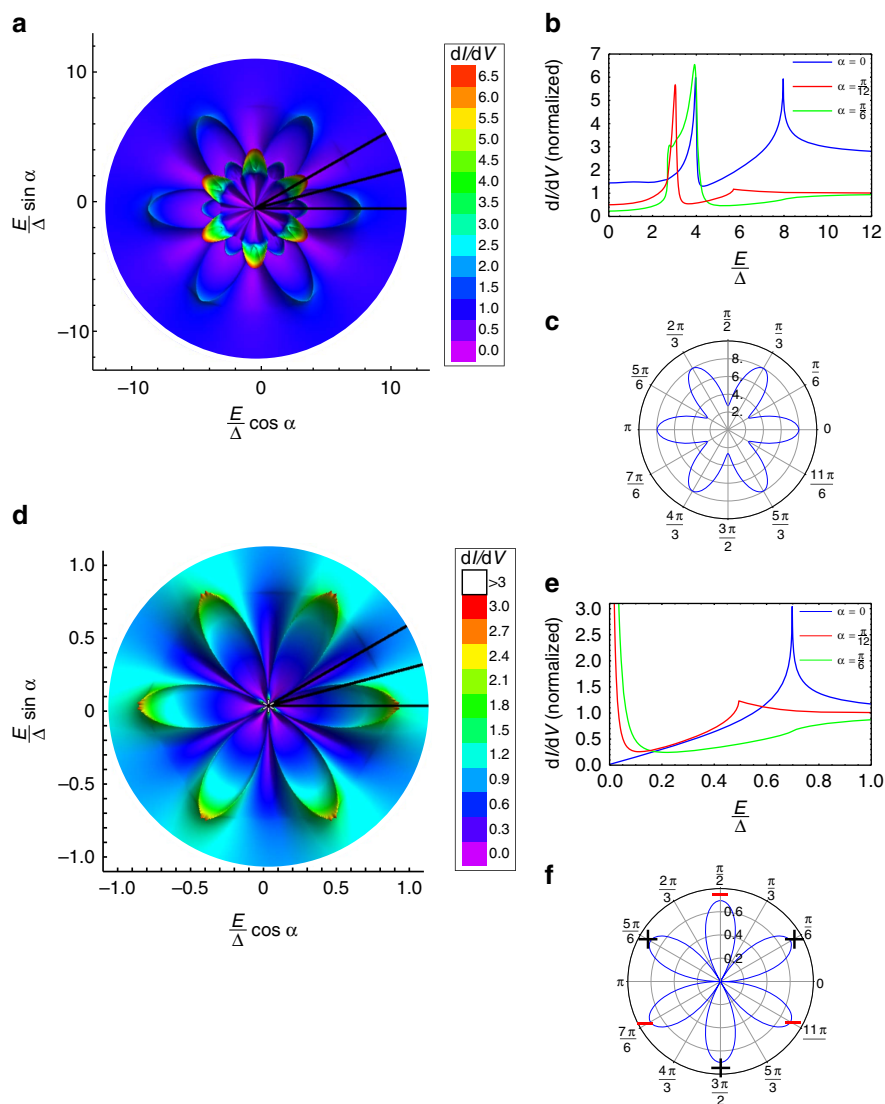 a
10
0
−10
E/Δ sin α
−10
0
10
E/Δ cos α
dI/dV
6.5
6.0
5.5
5.0
4.5
4.0
3.5
3.0
2.5
2.0
1.5
1.0
0.5
0.0
b
dI/dV (normalized)
7
6
5
4
3
2
1
0
0 2 4 6 8 10 12
E/Δ
α = 0
α = π/12
α = π/6
c
π/2
π/3
π/6
0
11π/6
5π/3
3π/2
4π/3
7π/6
π
5π/6
2π/3
8.
6.
4.
2.
d
1.0
0.5
0
−0.5
−1.0
E/Δ sin α
−1.0 −0.5 0 0.5 1.0
E/Δ cos α
dI/dV
>3
3.0
2.7
2.4
2.1
1.8
1.5
1.2
0.9
0.6
0.3
0.0
e
dI/dV (normalized)
3.0
2.5
2.0
1.5
1.0
0.5
0.0
0.0 0.2 0.4 0.6 0.8 1.0
E/Δ
α = 0
α = π/12
α = π/6
f
π/2
π/3
π/6
0
11π
5π/3
3π/2
4π/3
7π/6
π
5π/6
2π/3
0.6
0.4
0.2